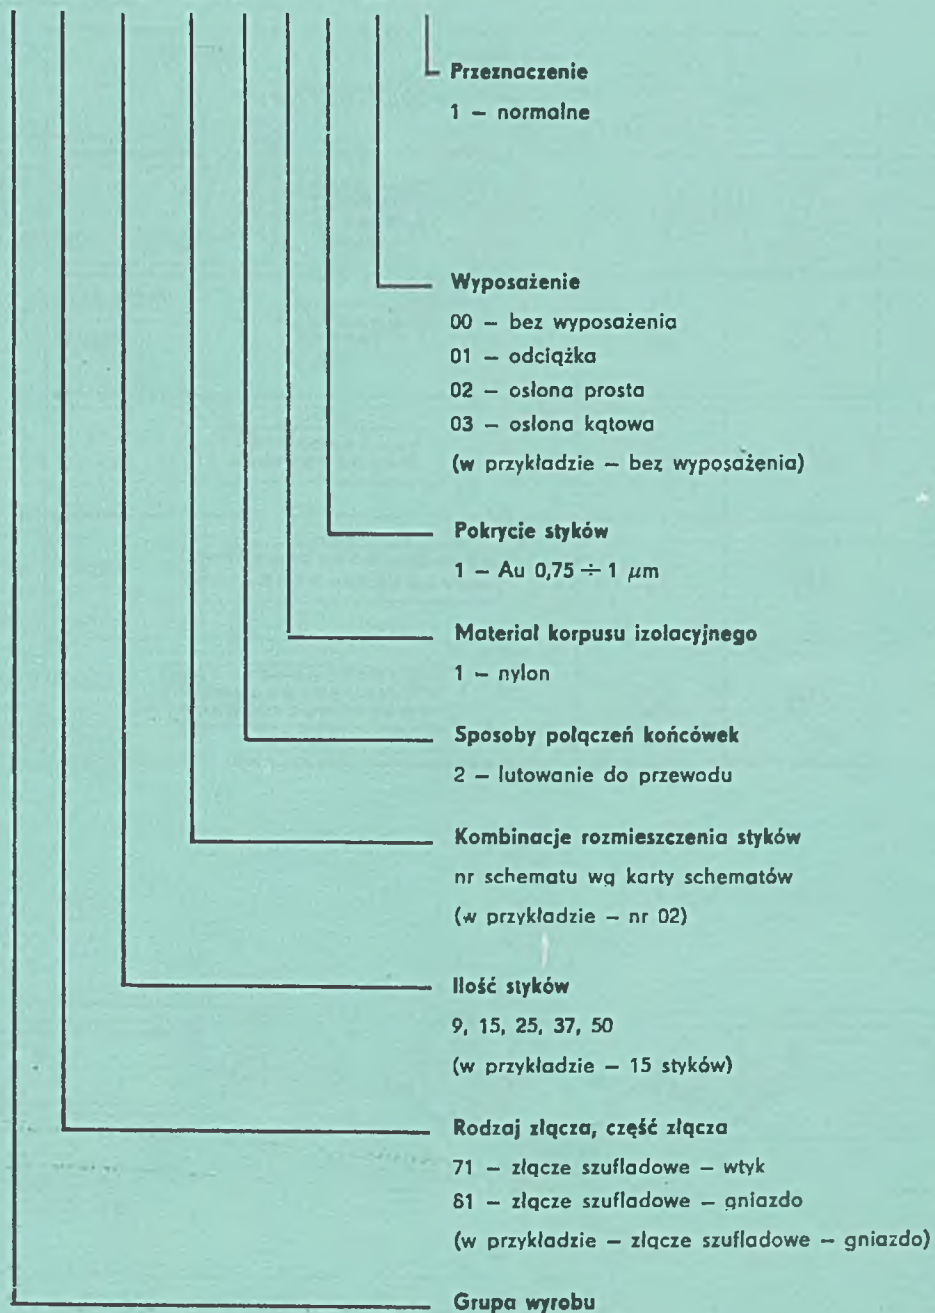 Przeznaczenie
1 – normalne
Wyposażenie
00 – bez wyposażenia
01 – odciążka
02 – osłona prosta
03 – osłona kątowa
(w przykładzie – bez wyposażenia)
Pokrycie styków
1 – Au 0,75 ÷ 1 μm
Materiał korpusu izolacyjnego
1 – nylon
Sposoby połączeń końcówek
2 – lutowanie do przewodu
Kombinacje rozmieszczenia styków
nr schematu wg karty schematów
(w przykładzie – nr 02)
Ilość styków
9, 15, 25, 37, 50
(w przykładzie – 15 styków)
Rodzaj złącza, część złącza
71 – złącze szufladowe – wtyk
81 – złącze szufladowe – gniazdo
(w przykładzie – złącze szufladowe – gniazdo)
Grupa wyrobu